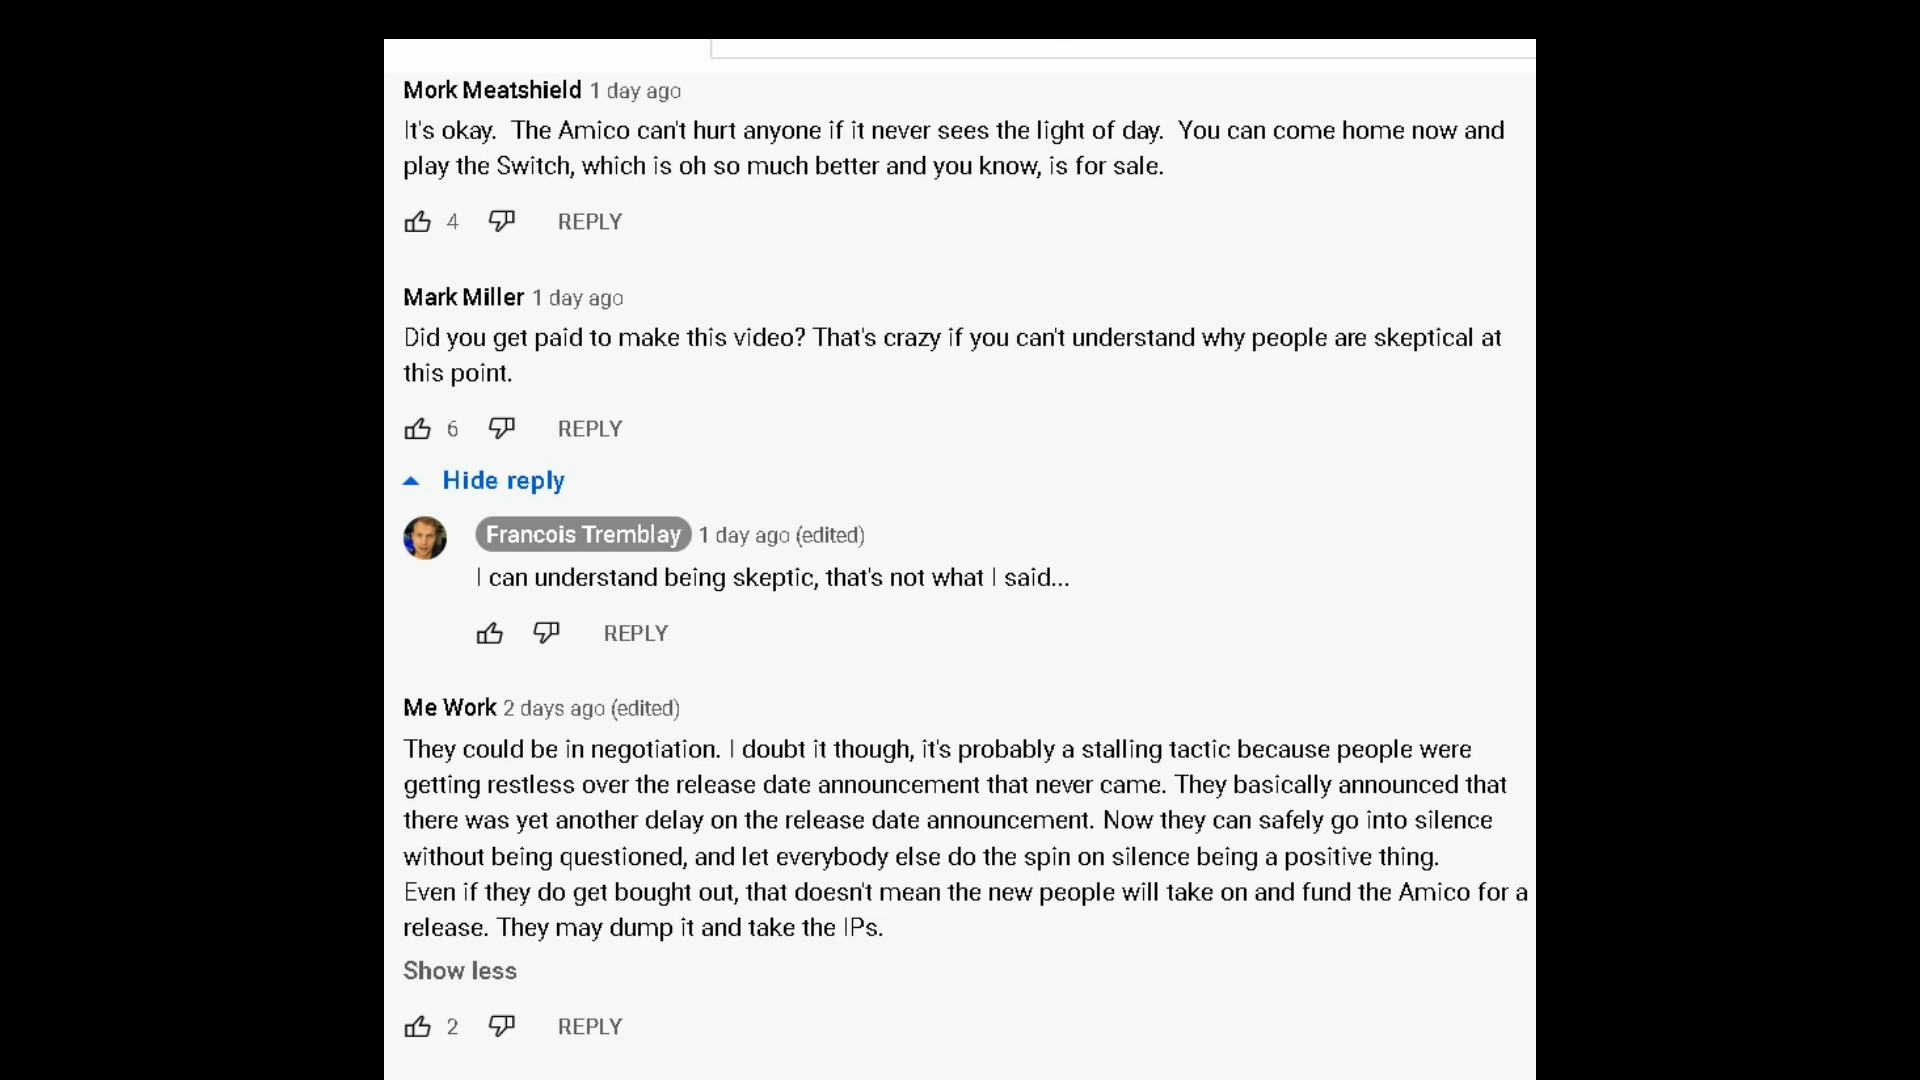 Mork Meatshield 1 day ago
It's okay.  The Amico can't hurt anyone if it never sees the light of day.  You can come home now and
play the Switch, which is oh so much better and you know, is for sale.
4 REPLY
Mark Miller 1 day ago
Did you get paid to make this video? That's crazy if you can't understand why people are skeptical at
this point.
6 REPLY
Hide reply
Francois Tremblay 1 day ago (edited)
I can understand being skeptic, that's not what I said...
REPLY
Me Work 2 days ago (edited)
They could be in negotiation. I doubt it though, it's probably a stalling tactic because people were
getting restless over the release date announcement that never came. They basically announced that
there was yet another delay on the release date announcement. Now they can safely go into silence
without being questioned, and let everybody else do the spin on silence being a positive thing.
Even if they do get bought out, that doesn't mean the new people will take on and fund the Amico for a
release. They may dump it and take the IPs.
Show less
2 REPLY